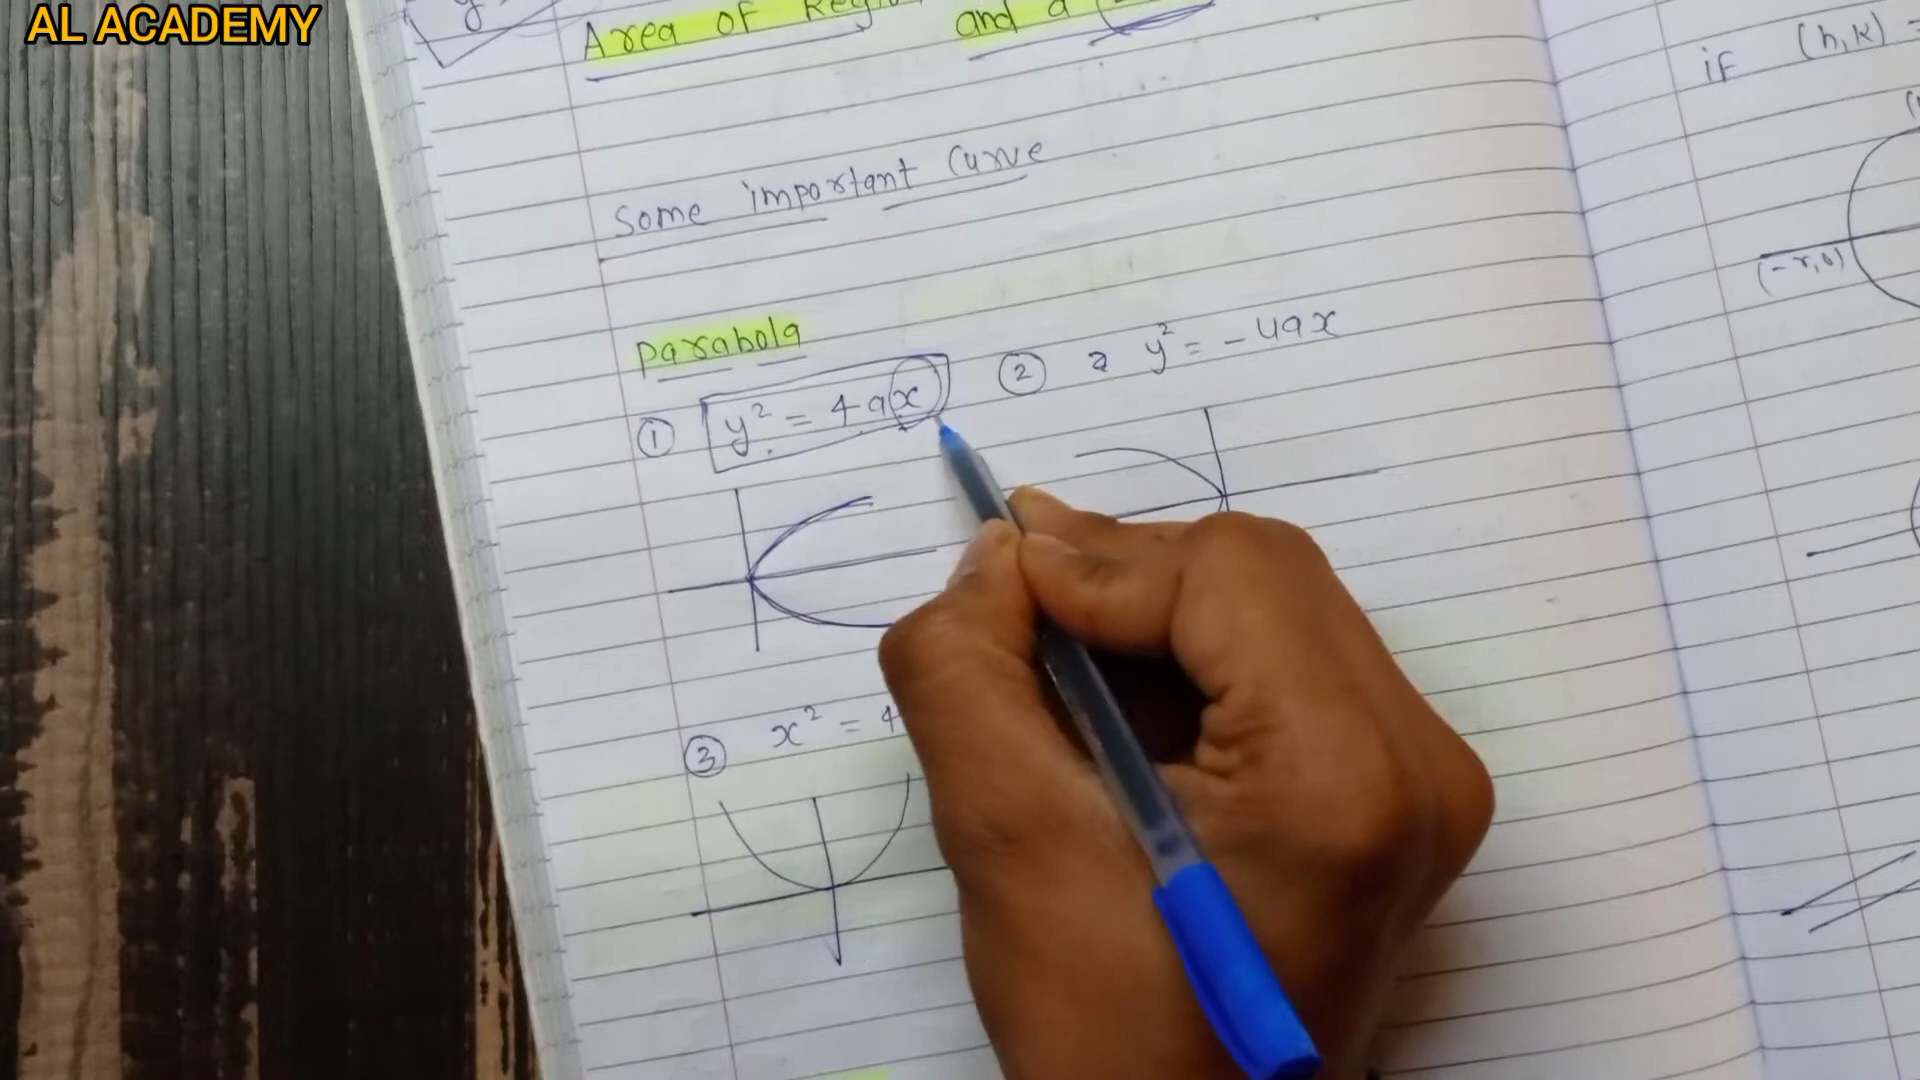 AL ACADEMY
Area of
and a
Some important Curve
Parabola
① y² = 4ax
② a y² = - 4ax
③ x² = 4
if (h,k) =
(-r,0)